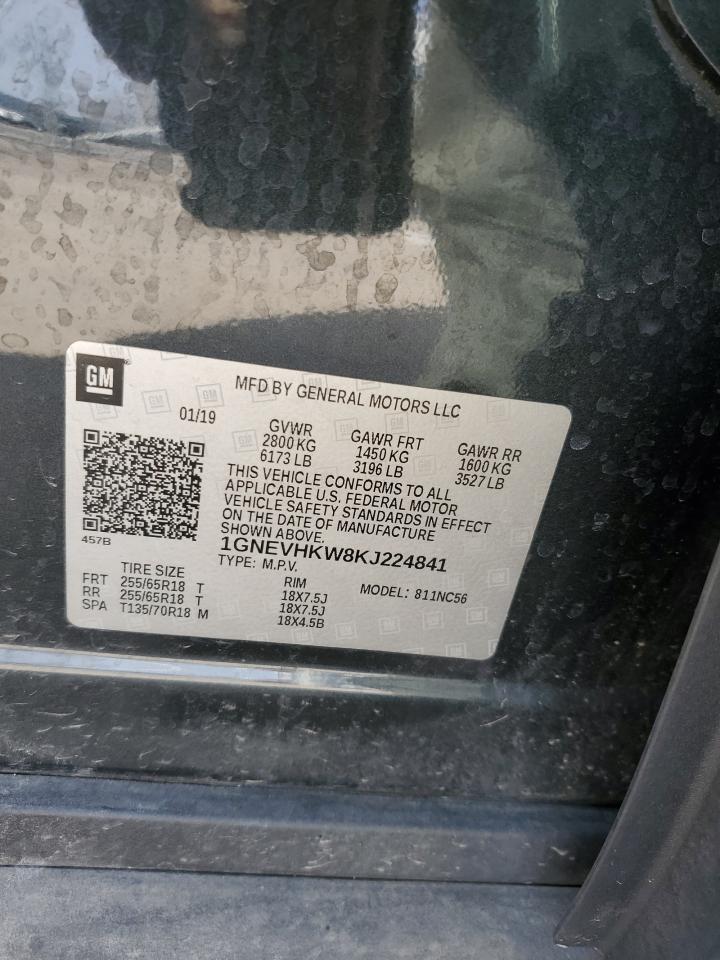 GM
MFD BY GENERAL MOTORS LLC
01/19
GVWR GAWR FRT GAWR RR
2800 KG 1450 KG 1600 KG
6173 LB 3196 LB 3527 LB
THIS VEHICLE CONFORMS TO ALL
APPLICABLE U.S. FEDERAL MOTOR
VEHICLE SAFETY STANDARDS IN EFFECT
ON THE DATE OF MANUFACTURE
SHOWN ABOVE.
457B
1GNEVHKW8KJ224841
TYPE: M.P.V.
MODEL: 811NC56
TIRE SIZE RIM
FRT 255/65R18 T 18X7.5J
RR 255/65R18 T 18X7.5J
SPA T135/70R18 M 18X4.5B